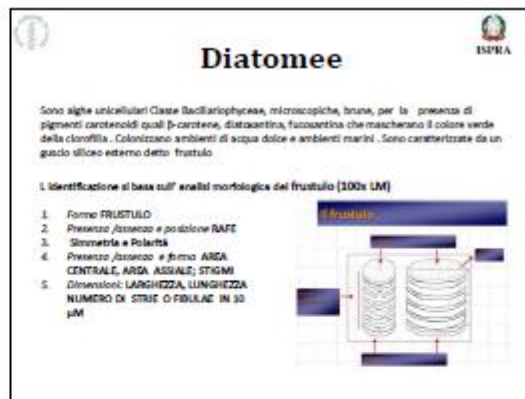 ISPRA
Diatomee
Sono alghe unicellulari Classe Bacillariophyceae, microscopiche, brune, per la presenza di
pigmenti carotenoidi quali β-carotene, diatoxantina, fucoxantina che mascherano il colore verde
della clorofilla . Colonizzano ambienti di acqua dolce e ambienti marini . Sono caratterizzate da un
guscio siliceo esterno detto frustulo
L identificazione si basa sull' analisi morfologica del frustulo (100x LM)
1. Forma FRUSTULO
2. Presenza /assenza e posizione RAFE
3. Simmetria e Polarità
4. Presenza /assenza e forma AREA
CENTRALE, AREA ASSIALE; STIGMI
5. Dimensioni: LARGHEZZA, LUNGHEZZA
NUMERO DI STRIE O FIBULAE IN 10
µM
Il frustulo